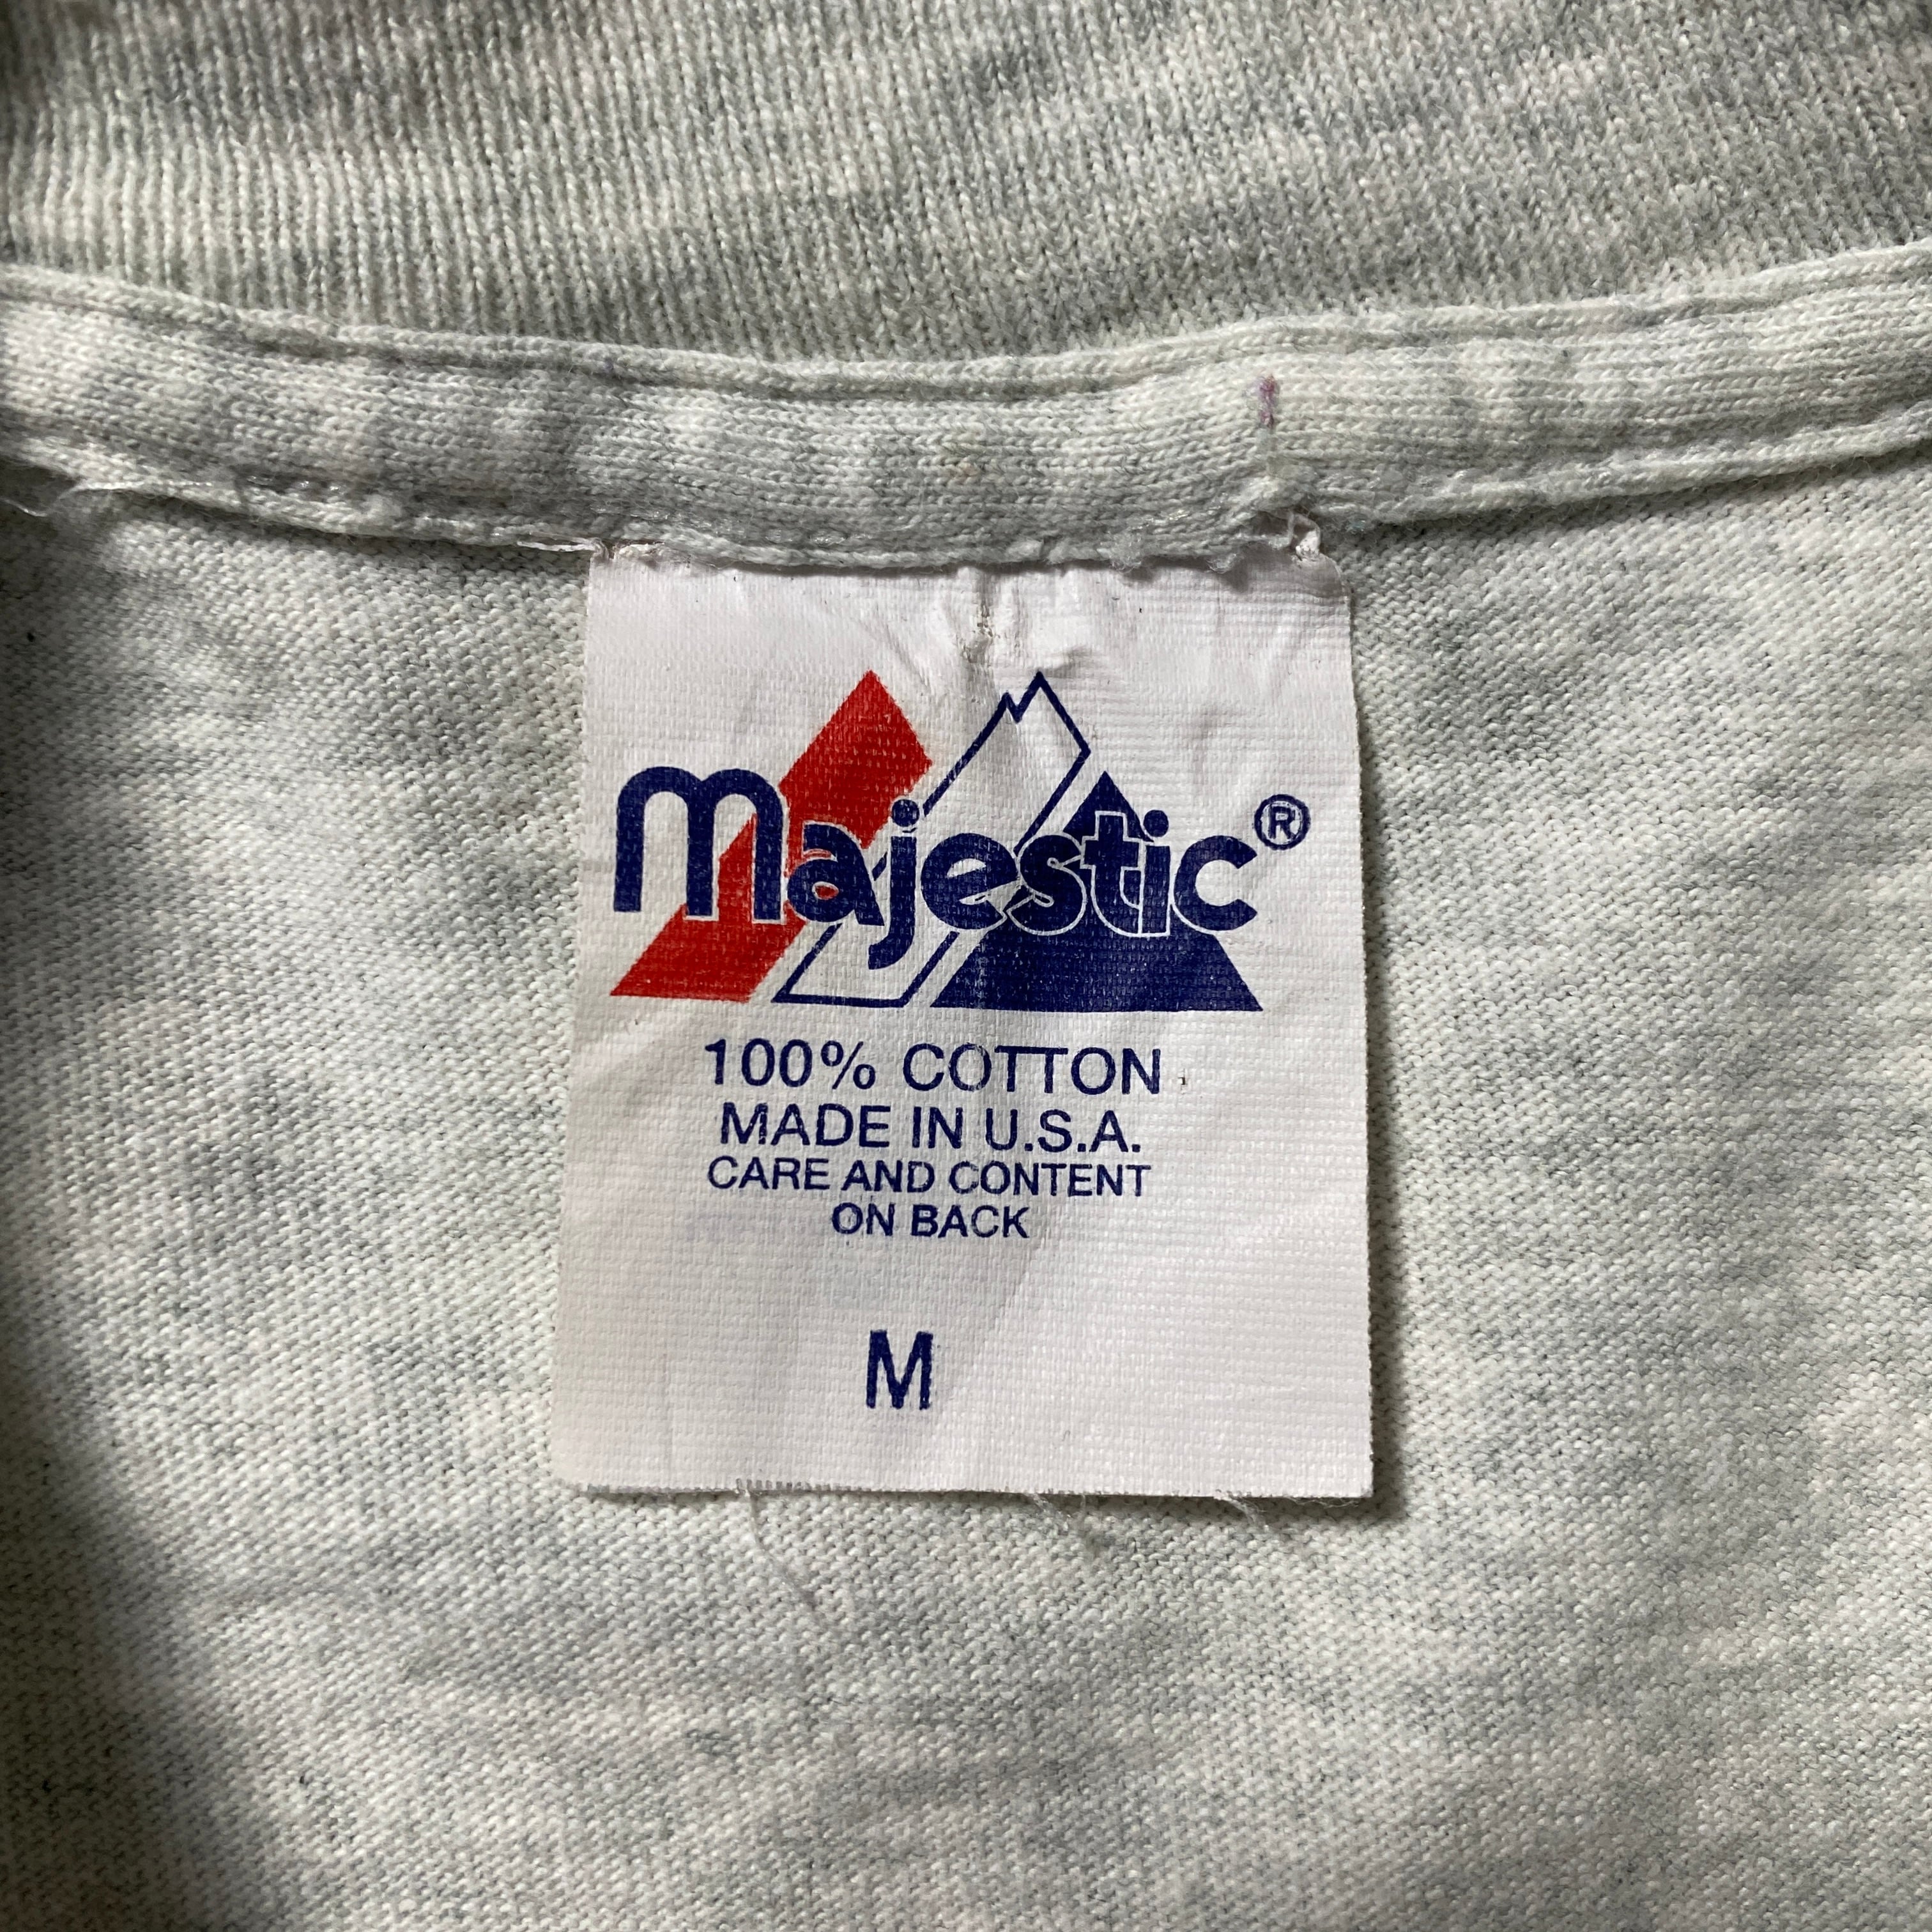 majestic®
100% COTTON
MADE IN U.S.A.
CARE AND CONTENT
ON BACK
M